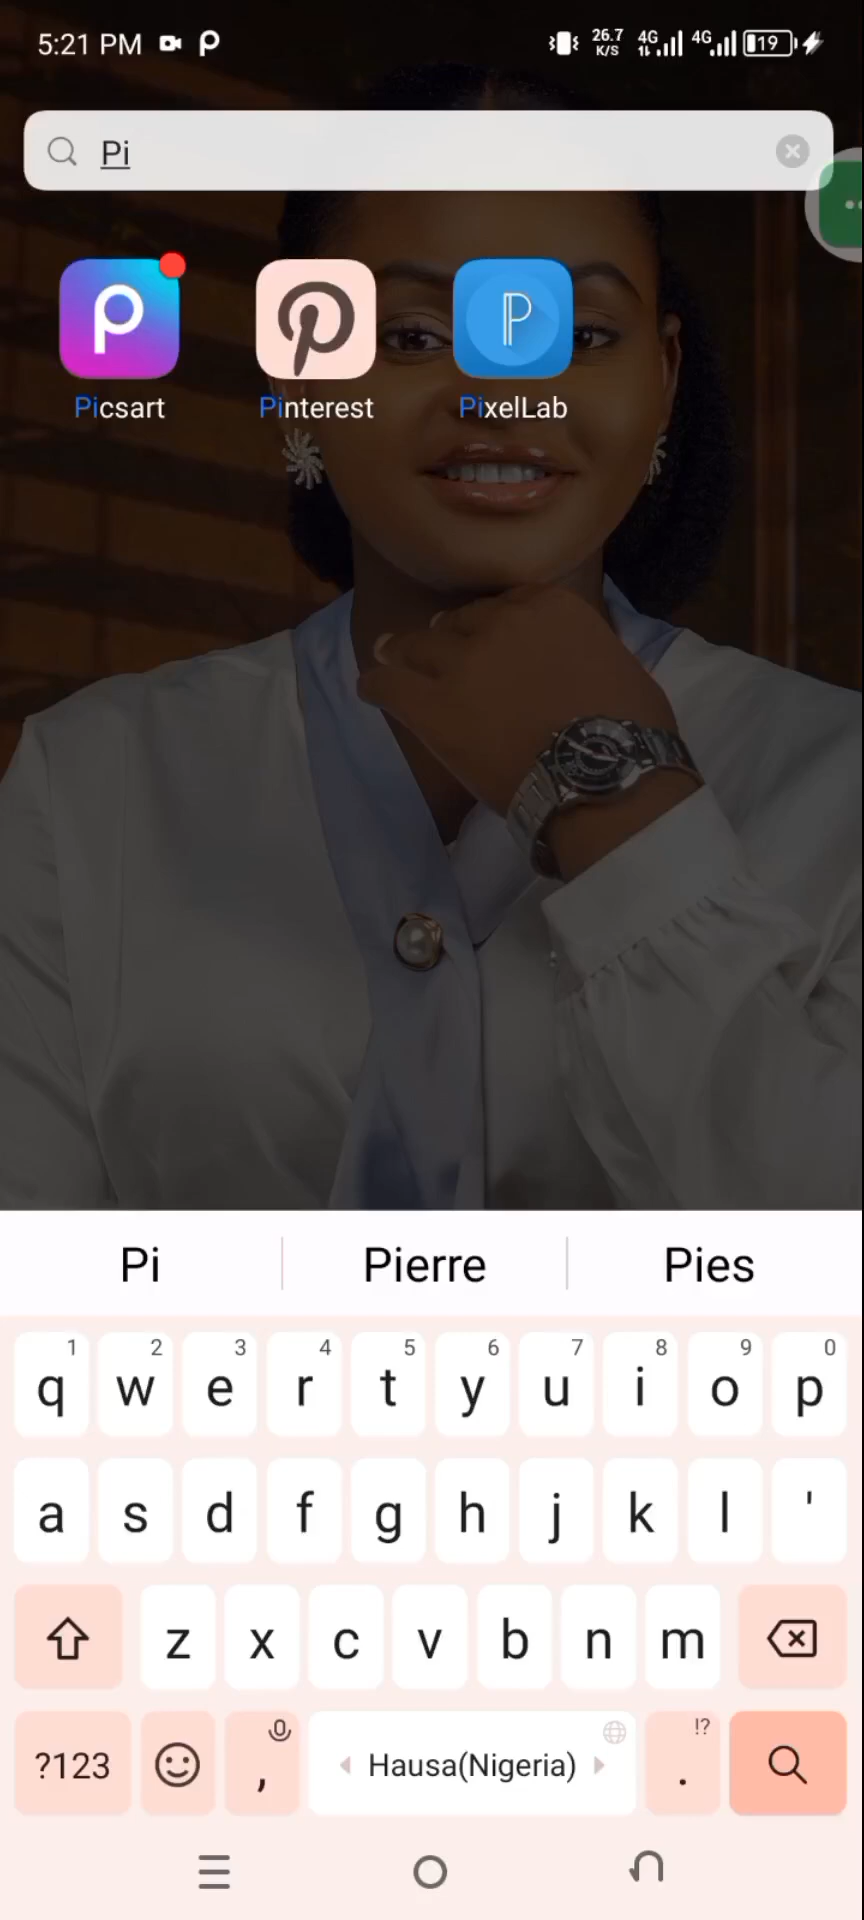 5:21 PM 26.7 K/S 4G 4G 19
Pi
Picsart Pinterest PixelLab
Pi Pierre Pies
1 2 3 4 5 6 7 8 9 0
q w e r t y u i o p
a s d f g h j k l '
z x c v b n m
!?
?123 , Hausa(Nigeria) .